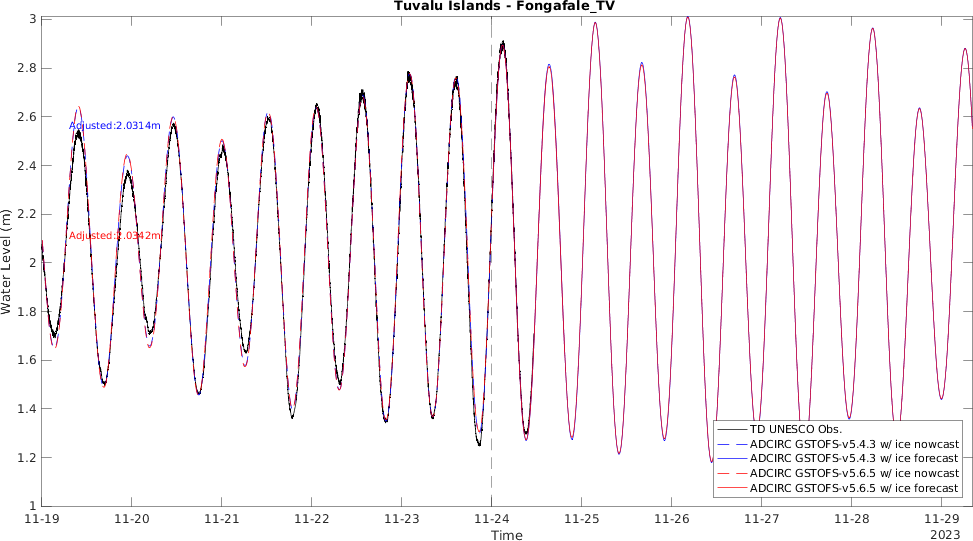 Tuvalu Islands - Fongafale_TV
3
2.8
2.6
2.4
2.2
2
1.8
1.6
1.4
1.2
1
Water Level (m)
Adjusted:2.0314m
Adjusted:2.0342m
TD UNESCO Obs.
ADCIRC GSTOFS-v5.4.3 w/ ice nowcast
ADCIRC GSTOFS-v5.4.3 w/ ice forecast
ADCIRC GSTOFS-v5.6.5 w/ ice nowcast
ADCIRC GSTOFS-v5.6.5 w/ ice forecast
11-19 11-20 11-21 11-22 11-23 11-24 11-25 11-26 11-27 11-28 11-29
Time
2023